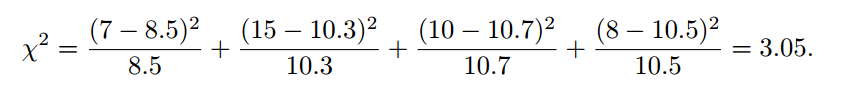 χ² = (7 − 8.5)²/8.5 + (15 − 10.3)²/10.3 + (10 − 10.7)²/10.7 + (8 − 10.5)²/10.5 = 3.05.